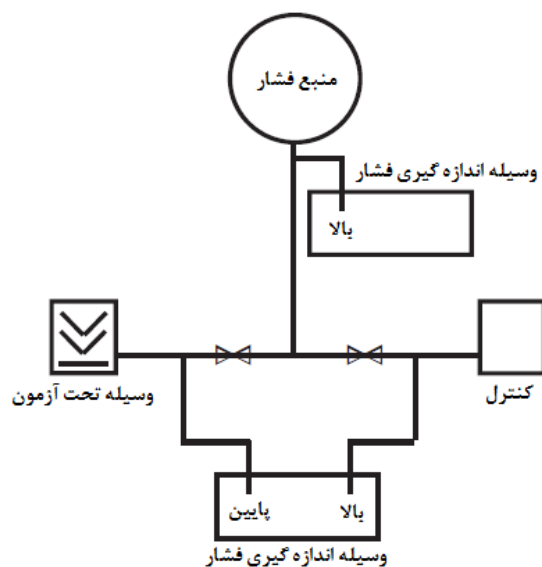 منبع فشار
وسیله اندازه گیری فشار
بالا
وسیله تحت آزمون
کنترل
پایین
بالا
وسیله اندازه گیری فشار